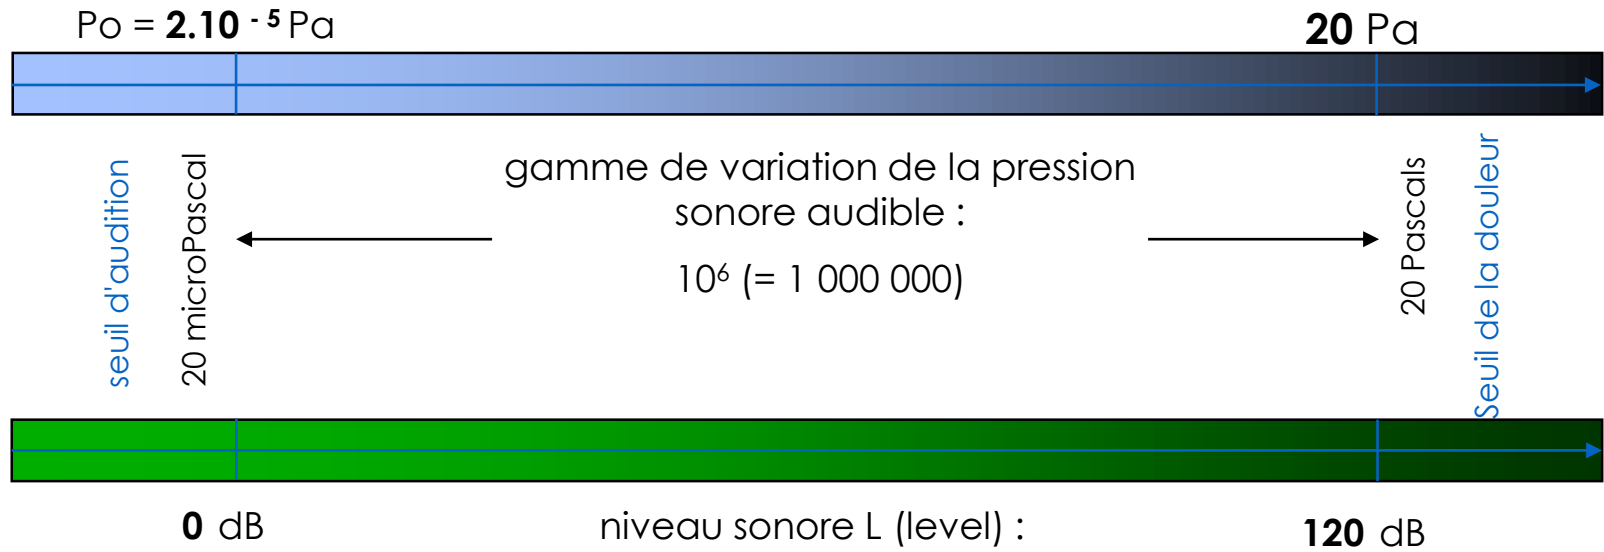 Po = 2.10 - 5 Pa
20 Pa
seuil d'audition
20 microPascal
gamme de variation de la pression
sonore audible :
10⁶ (= 1 000 000)
20 Pascals
Seuil de la douleur
0 dB
niveau sonore L (level) :
120 dB